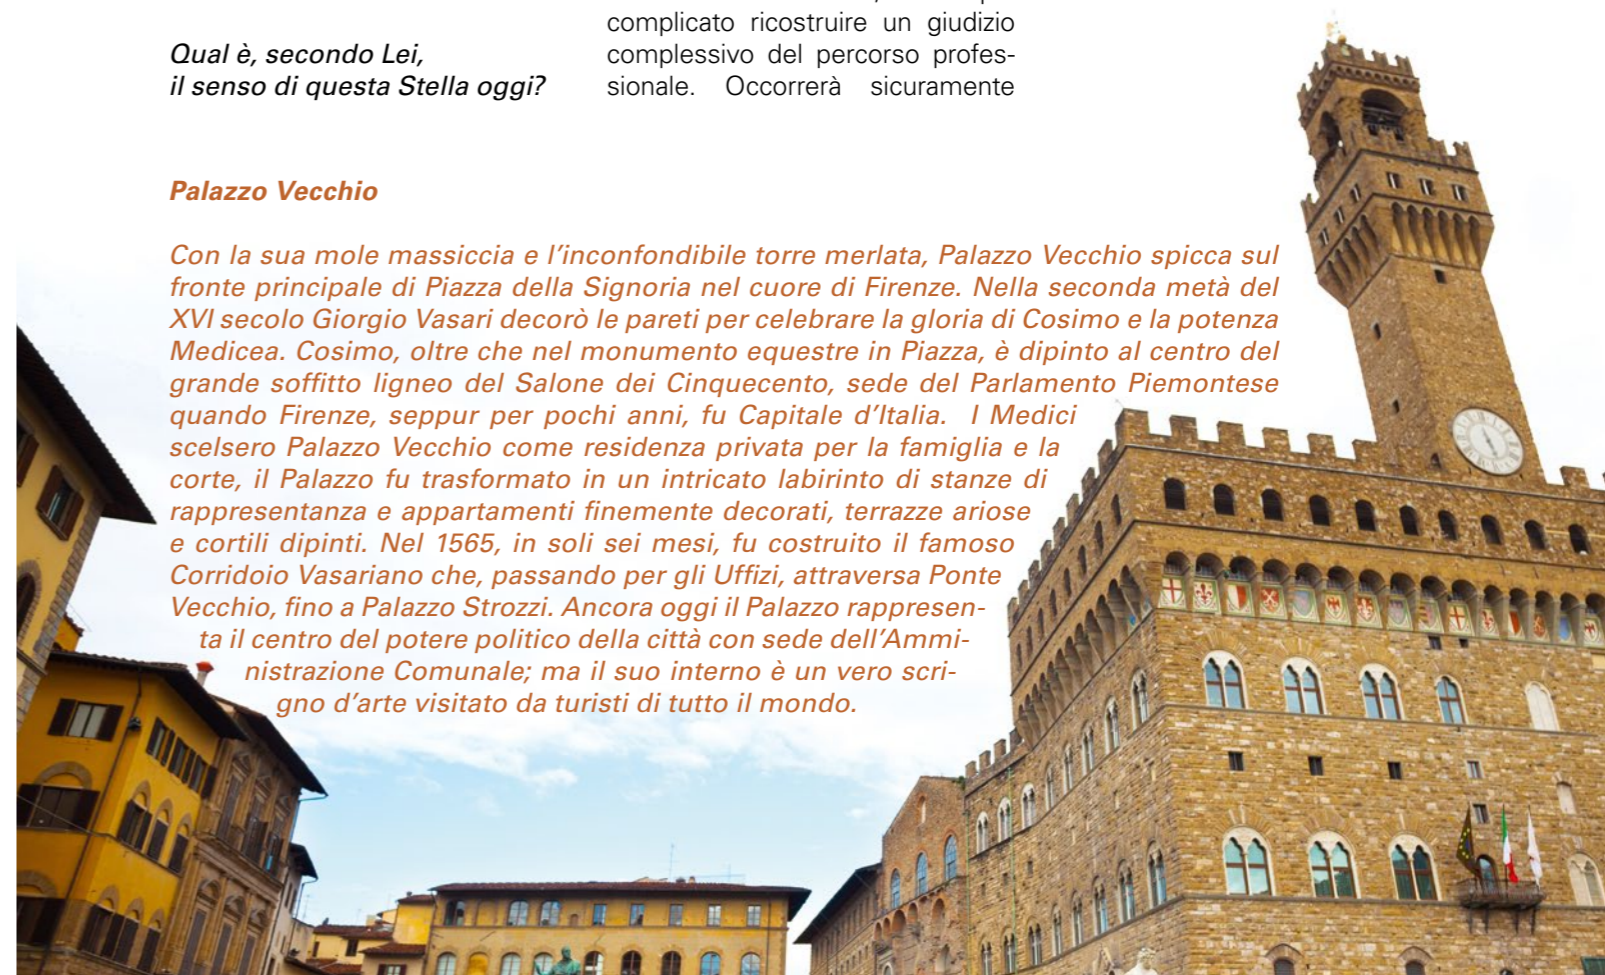 Qual è, secondo Lei,
il senso di questa Stella oggi?
complicato ricostruire un giudizio
complessivo del percorso profes-
sionale. Occorrerà sicuramente
Palazzo Vecchio
Con la sua mole massiccia e l’inconfondibile torre merlata, Palazzo Vecchio spicca sul
fronte principale di Piazza della Signoria nel cuore di Firenze. Nella seconda metà del
XVI secolo Giorgio Vasari decorò le pareti per celebrare la gloria di Cosimo e la potenza
Medicea. Cosimo, oltre che nel monumento equestre in Piazza, è dipinto al centro del
grande soffitto ligneo del Salone dei Cinquecento, sede del Parlamento Piemontese
quando Firenze, seppur per pochi anni, fu Capitale d’Italia. I Medici
scelsero Palazzo Vecchio come residenza privata per la famiglia e la
corte, il Palazzo fu trasformato in un intricato labirinto di stanze di
rappresentanza e appartamenti finemente decorati, terrazze ariose
e cortili dipinti. Nel 1565, in soli sei mesi, fu costruito il famoso
Corridoio Vasariano che, passando per gli Uffizi, attraversa Ponte
Vecchio, fino a Palazzo Strozzi. Ancora oggi il Palazzo rappresen-
ta il centro del potere politico della città con sede dell’Ammi-
nistrazione Comunale; ma il suo interno è un vero scri-
gno d’arte visitato da turisti di tutto il mondo.